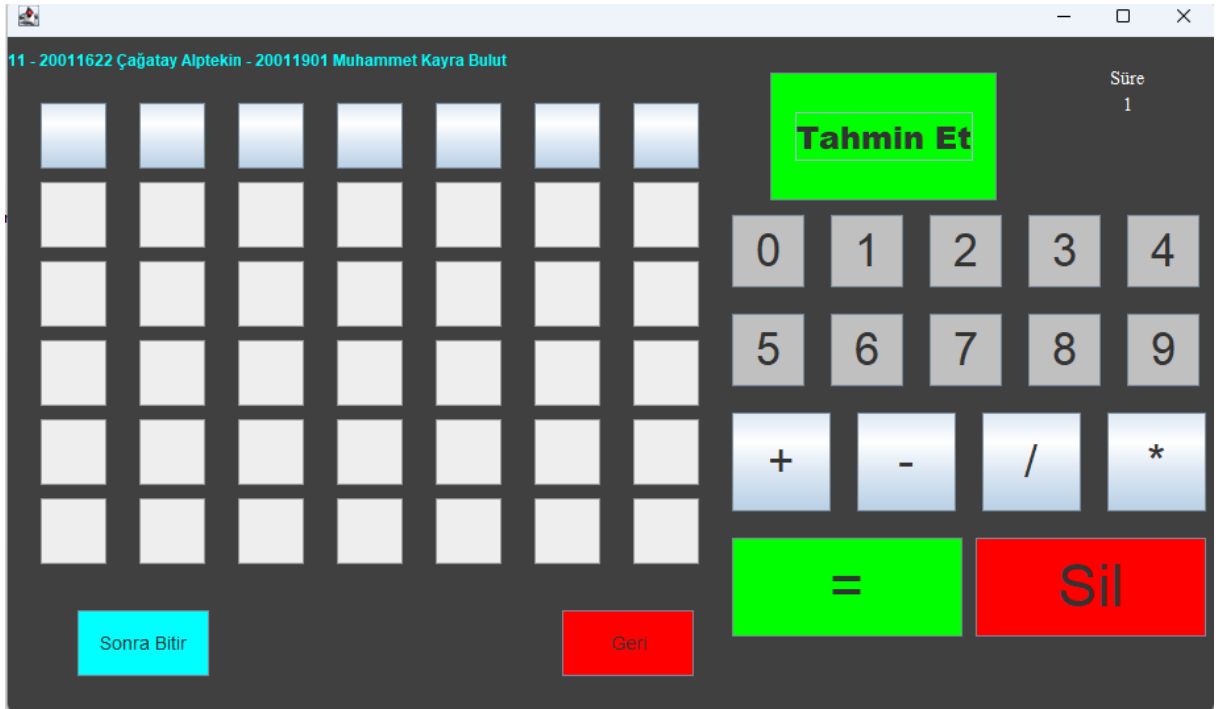 11 - 20011622 Çağatay Alptekin - 20011901 Muhammet Kayra Bulut
Süre
1
Tahmin Et
0 1 2 3 4
5 6 7 8 9
+ - / *
= Sil
Sonra Bitir
Geri